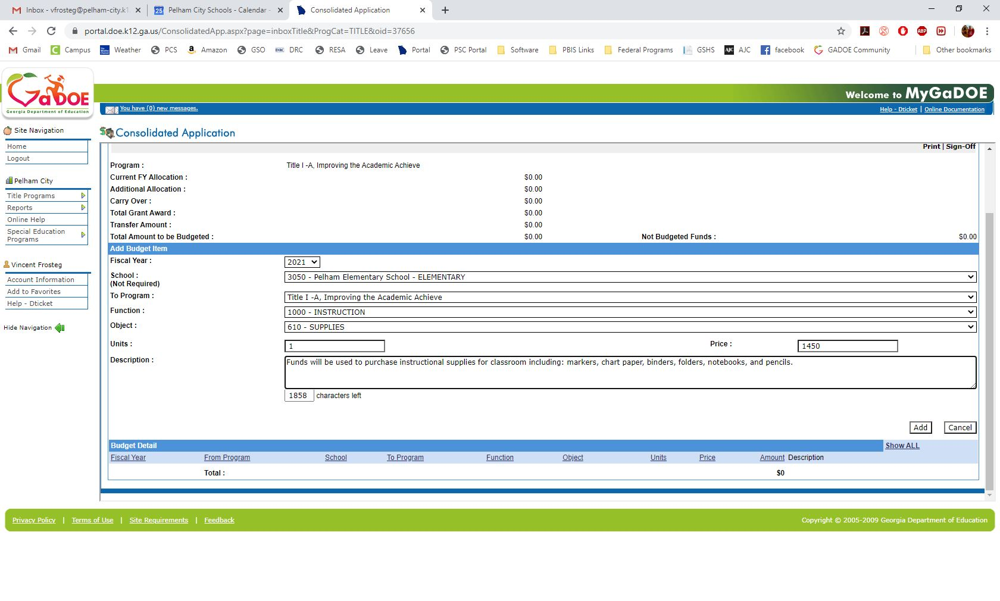 Inbox - vfrosteg@pelham-city.k1
Pelham City Schools - Calendar -
Consolidated Application
portal.doe.k12.ga.us/ConsolidatedApp.aspx?page=inboxTitle&ProgCat=TITLE&oid=37656
ABP
Gmail
Campus
Weather
PCS
Amazon
GSO
DRC DRC
RESA
Leave
Portal
PSC Portal
Software
PBIS Links
Federal Programs
GSHS
AJC AJC
facebook
GADOE Community
Other bookmarks
GaDOE
Georgia Department of Education
Welcome to MyGaDOE
You have (0) new messages.
Help - Dticket | Online Documentation
Site Navigation
Home
Logout
Pelham City
Title Programs
Reports
Online Help
Special Education
Programs
Vincent Frosteg
Account Information
Add to Favorites
Help - Dticket
Hide Navigation
Consolidated Application
Print | Sign-Off
Program : Title I -A, Improving the Academic Achieve
Current FY Allocation : $0.00
Additional Allocation : $0.00
Carry Over : $0.00
Total Grant Award : $0.00
Transfer Amount : $0.00
Total Amount to be Budgeted : $0.00 Not Budgeted Funds : $0.00
Add Budget Item
Fiscal Year : 2021
School : 3050 - Pelham Elementary School - ELEMENTARY
(Not Required)
To Program : Title I -A, Improving the Academic Achieve
Function : 1000 - INSTRUCTION
Object : 610 - SUPPLIES
Units : 1 Price : 1450
Description : Funds will be used to purchase instructional supplies for classroom including: markers, chart paper, binders, folders, notebooks, and pencils.
1858 characters left
Add Cancel
Budget Detail Show ALL
Fiscal Year From Program School To Program Function Object Units Price Amount Description
Total : $0
Privacy Policy | Terms of Use | Site Requirements | Feedback
Copyright © 2005-2009 Georgia Department of Education